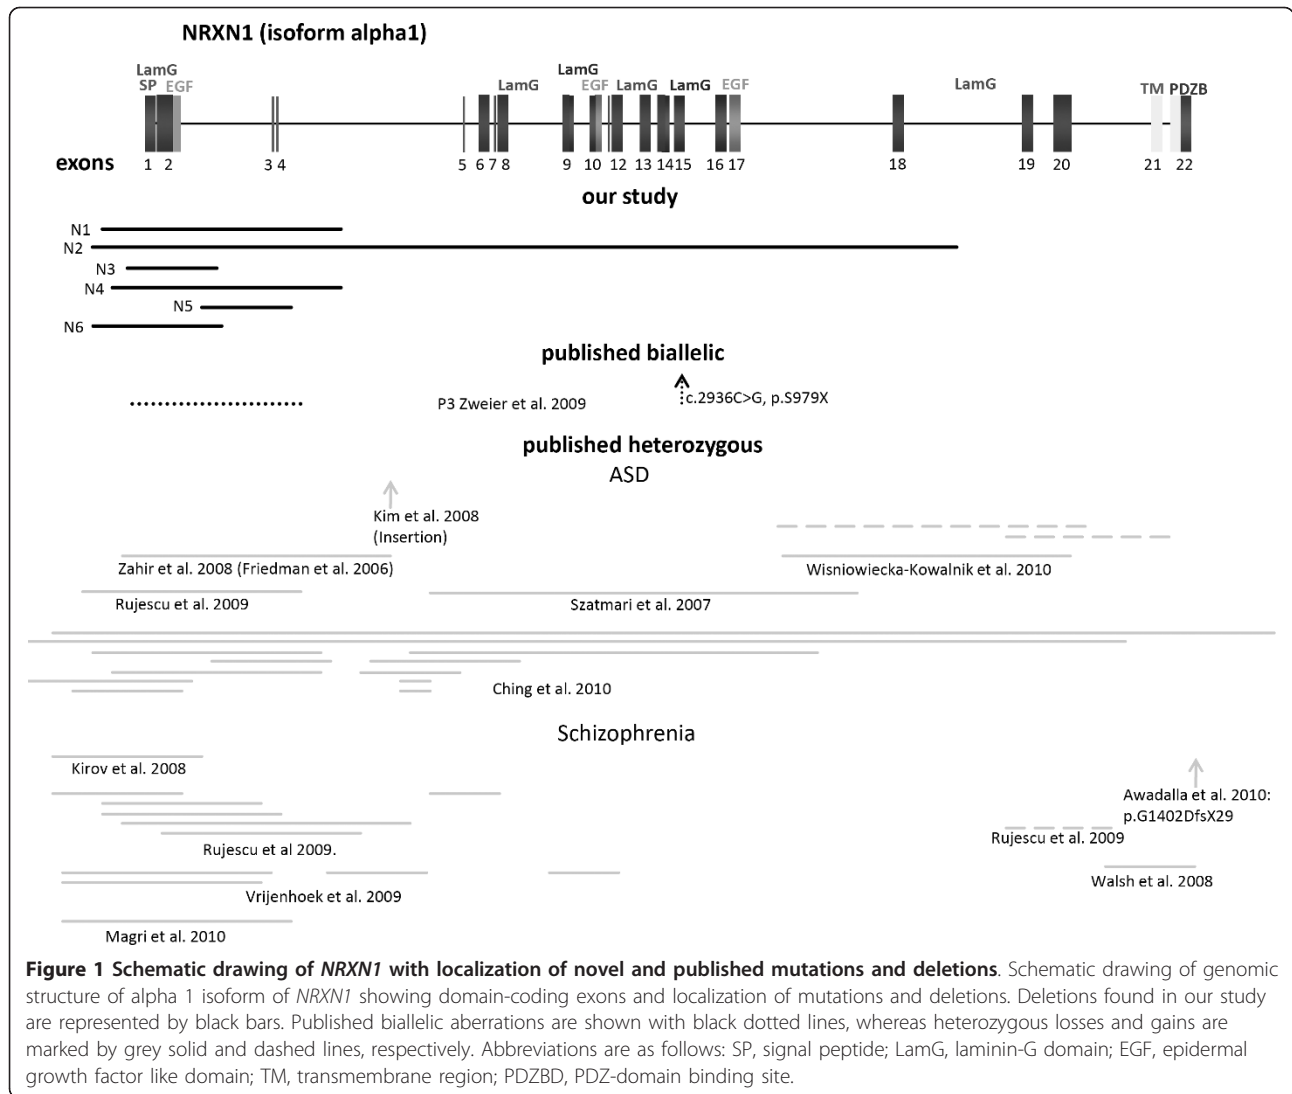 NRXN1 (isoform alpha1)
LamG
SP EGF
LamG
LamG
EGF
LamG
LamG
EGF
LamG
TM PDZB
exons 1 2 3 4 5 6 7 8 9 10 12 13 14 15 16 17 18 19 20 21 22
our study
N1
N2
N3
N4
N5
N6
published biallelic
P3 Zweier et al. 2009
c.2936C>G, p.S979X
published heterozygous
ASD
Kim et al. 2008
(Insertion)
Zahir et al. 2008 (Friedman et al. 2006)
Wisniowiecka-Kowalnik et al. 2010
Rujescu et al. 2009
Szatmari et al. 2007
Ching et al. 2010
Schizophrenia
Kirov et al. 2008
Awadalla et al. 2010:
p.G1402DfsX29
Rujescu et al. 2009
Rujescu et al 2009.
Walsh et al. 2008
Vrijenhoek et al. 2009
Magri et al. 2010
Figure 1 Schematic drawing of NRXN1 with localization of novel and published mutations and deletions. Schematic drawing of genomic
structure of alpha 1 isoform of NRXN1 showing domain-coding exons and localization of mutations and deletions. Deletions found in our study
are represented by black bars. Published biallelic aberrations are shown with black dotted lines, whereas heterozygous losses and gains are
marked by grey solid and dashed lines, respectively. Abbreviations are as follows: SP, signal peptide; LamG, laminin-G domain; EGF, epidermal
growth factor like domain; TM, transmembrane region; PDZBD, PDZ-domain binding site.